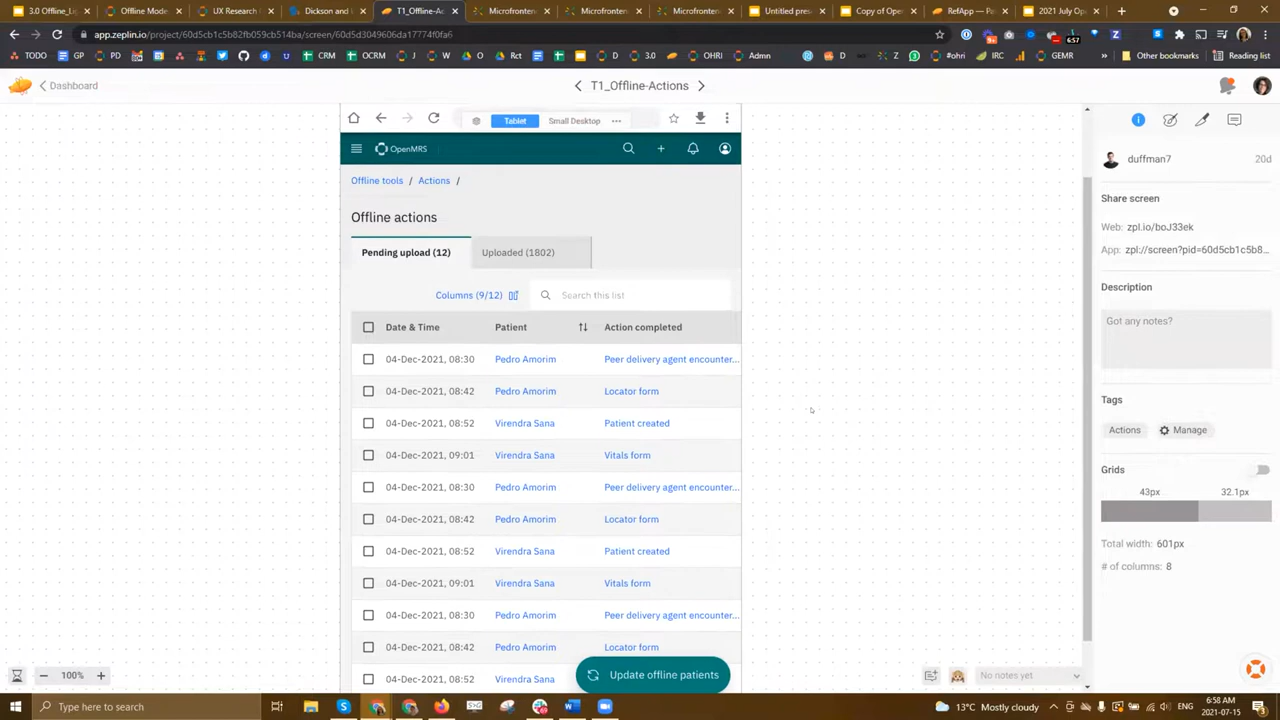 3.0 Offline_Lig
Offline Mode
UX Research
Dickson and
T1_Offline-Ac
Microfronten
Microfronten
Microfronten
Untitled pres
Copy of Open
RefApp — Pro
2021 July Op
app.zeplin.io/project/60d5cb1c5b82fb059cb514ba/screen/60d5d3049606da17774f0fa6
6:57
TODO GP PD CRM OCRM J W O Ref D 3.0 OHRI Admn Z D #ohri IRC GEMR Other bookmarks Reading list
Dashboard
T1_Offline-Actions
Tablet Small Desktop
OpenMRS
Offline tools / Actions /
Offline actions
Pending upload (12) Uploaded (1802)
Columns (9/12) Search this list
Date & Time Patient Action completed
04-Dec-2021, 08:30 Pedro Amorim Peer delivery agent encounter...
04-Dec-2021, 08:42 Pedro Amorim Locator form
04-Dec-2021, 08:52 Virendra Sana Patient created
04-Dec-2021, 09:01 Virendra Sana Vitals form
04-Dec-2021, 08:30 Pedro Amorim Peer delivery agent encounter...
04-Dec-2021, 08:42 Pedro Amorim Locator form
04-Dec-2021, 08:52 Virendra Sana Patient created
04-Dec-2021, 09:01 Virendra Sana Vitals form
04-Dec-2021, 08:30 Pedro Amorim Peer delivery agent encounter...
04-Dec-2021, 08:42 Pedro Amorim Locator form
04-Dec-2021, 08:52 Virendra Sana
Update offline patients
duffman7 20d
Share screen
Web: zpl.io/boJ33ek
App: zpl://screen?pid=60d5cb1c5b8...
Description
Got any notes?
Tags
Actions Manage
Grids
43px 32.1px
Total width: 601px
# of columns: 8
100%
No notes yet
Type here to search
13°C Mostly cloudy
6:58 AM
2021-07-15